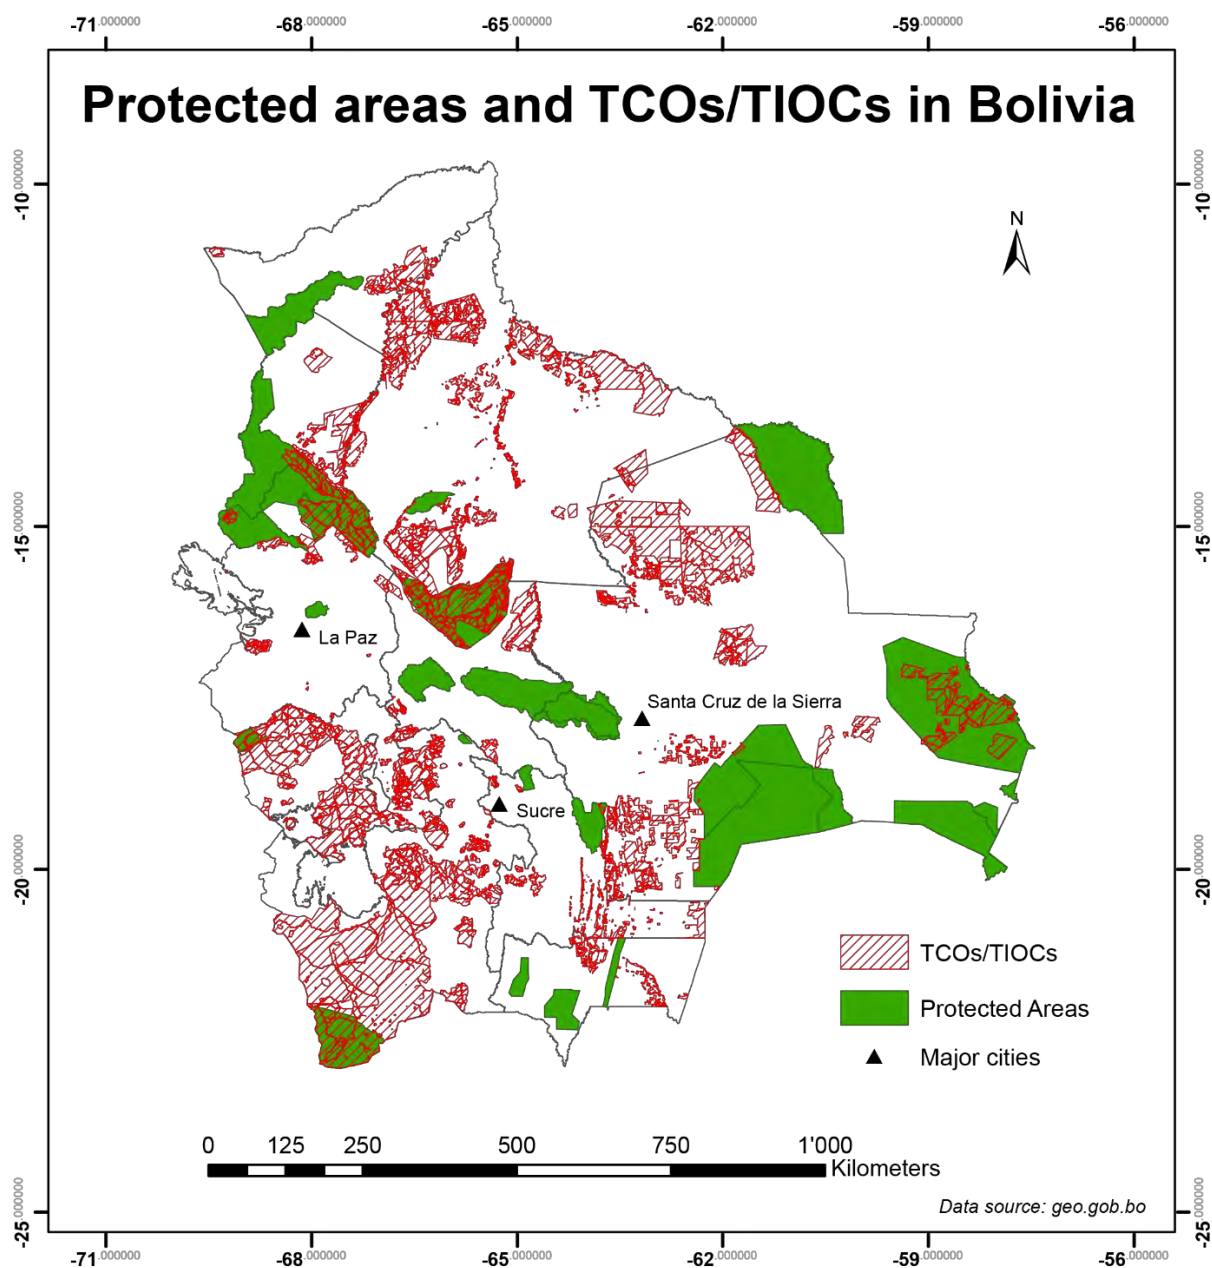 -71.000000 -68.000000 -65.000000 -62.000000 -59.000000 -56.000000
Protected areas and TCOs/TIOCs in Bolivia
-10.000000 -10.000000
N
-15.000000 -15.000000
La Paz
Santa Cruz de la Sierra
Sucre
-20.000000 -20.000000
TCOs/TIOCs
Protected Areas
Major cities
0 125 250 500 750 1'000
Kilometers
Data source: geo.gob.bo
-25.000000 -25.000000
-71.000000 -68.000000 -65.000000 -62.000000 -59.000000 -56.000000